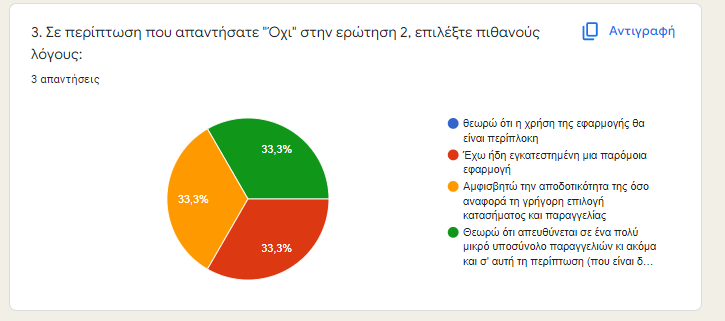 3. Σε περίπτωση που απαντήσατε "Όχι" στην ερώτηση 2, επιλέξτε πιθανούς
λόγους:
Αντιγραφή
3 απαντήσεις
33,3%
33,3%
33,3%
θεωρώ ότι η χρήση της εφαρμογής θα
είναι περίπλοκη
Έχω ήδη εγκατεστημένη μια παρόμοια
εφαρμογή
Αμφισβητώ την αποδοτικότητα της όσο
αναφορά τη γρήγορη επιλογή
κατασήματος και παραγγελίας
Θεωρώ ότι απευθύνεται σε ένα πολύ
μικρό υποσύνολο παραγγελιών κι ακόμα
και σ' αυτή τη περίπτωση (που είναι δ...